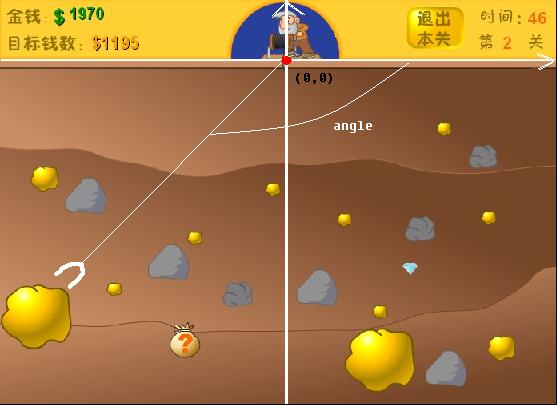 金钱 $1970
目标钱数: $1195
退出
本关
时间: 46
第 2 关
(0,0)
angle
?